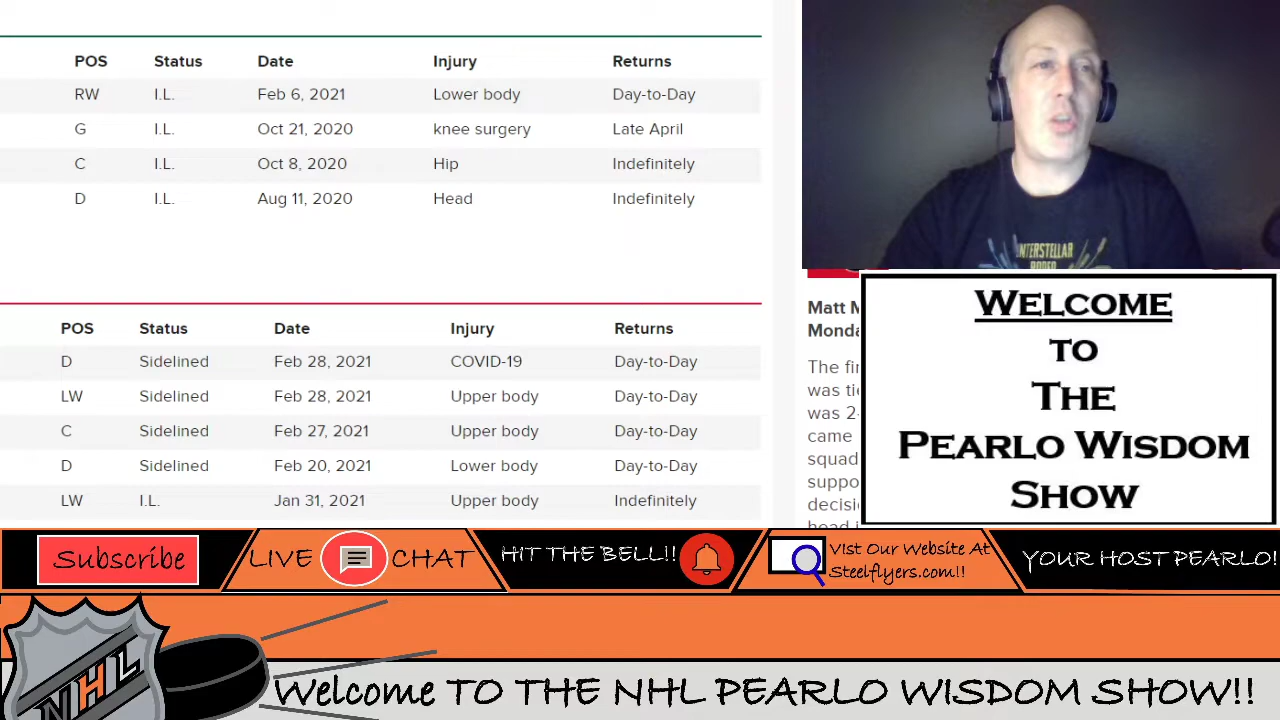 POS Status Date Injury Returns
RW I.L. Feb 6, 2021 Lower body Day-to-Day
G I.L. Oct 21, 2020 knee surgery Late April
C I.L. Oct 8, 2020 Hip Indefinitely
D I.L. Aug 11, 2020 Head Indefinitely
INTERSTELLAR
RODEO
POS Status Date Injury Returns
D Sidelined Feb 28, 2021 COVID-19 Day-to-Day
LW Sidelined Feb 28, 2021 Upper body Day-to-Day
C Sidelined Feb 27, 2021 Upper body Day-to-Day
D Sidelined Feb 20, 2021 Lower body Day-to-Day
LW I.L. Jan 31, 2021 Upper body Indefinitely
Matt M
Monda
The fir
was tie
was 2-
came
squad
suppo
decisi
head i
WELCOME
TO
THE
PEARLO WISDOM
SHOW
Subscribe
LIVE CHAT
HIT THE BELL!!
VIst Our WebsIte At
Steelflyers.com!!
YOUR HOST PEARLO!
NHL
Welcome TO THE NHL PEARLO WISDOM SHOW!!